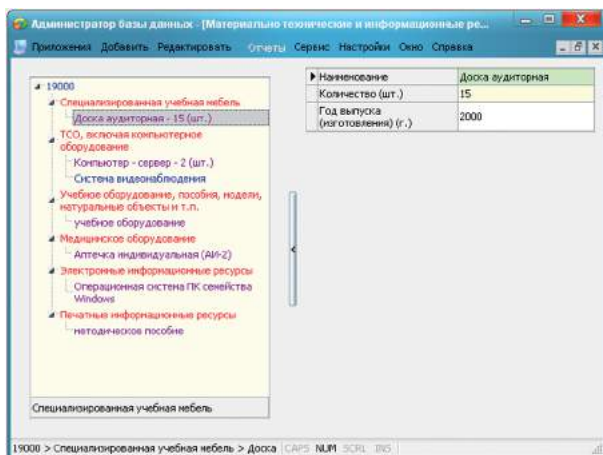 Администратор базы данных - [Материально технические и информационные ре...
Приложения Добавить Редактировать Отчеты Сервис Настройки Окно Справка
19000
Специализированная учебная мебель
Доска аудиторная - 15 (шт.)
ТСО, включая компьютерное
оборудование
Компьютер - сервер - 2 (шт.)
Система видеонаблюдения
Учебное оборудование, пособия, модели,
натуральные объекты и т.п.
учебное оборудование
Медицинское оборудование
Аптечка индивидуальная (АИ-2)
Электронные информационные ресурсы
Операционная система ПК семейства
Windows
Печатные информационные ресурсы
методическое пособие
Специализированная учебная мебель
Наименование Доска аудиторная
Количество (шт.) 15
Год выпуска
(изготовления) (г.) 2000
19000 > Специализированная учебная мебель > Доска CAPS NUM SCRL INS